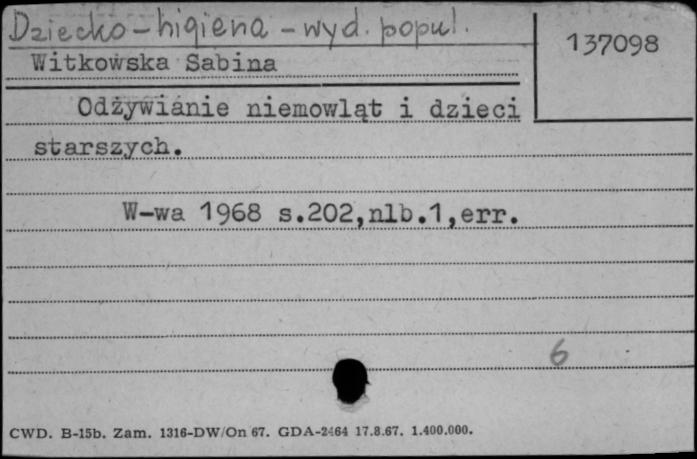 Dziecko - higiena - wyd. popul.
137098
Witkowska Sabina
Odżywianie niemowląt i dzieci
starszych.
W-wa 1968 s.202,nlb.1,err.
6
CWD. B-15b. Zam. 1316-DW/On 67. GDA-2464 17.8.67. 1.400.000.